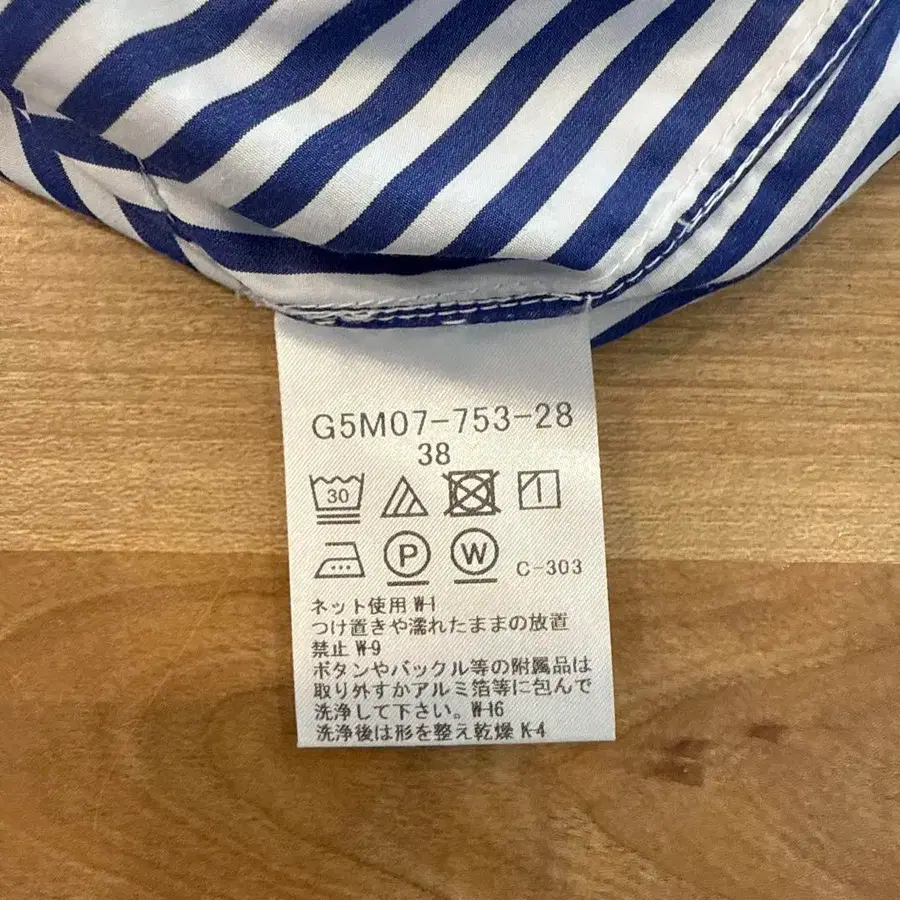 G5M07-753-28
38
30
P W C-303
ネット使用 W-1
つけ置きや濡れたままの放置
禁止 W-9
ボタンやバックル等の附属品は
取り外すかアルミ箔等に包んで
洗浄して下さい。W-16
洗浄後は形を整え乾燥 K-4